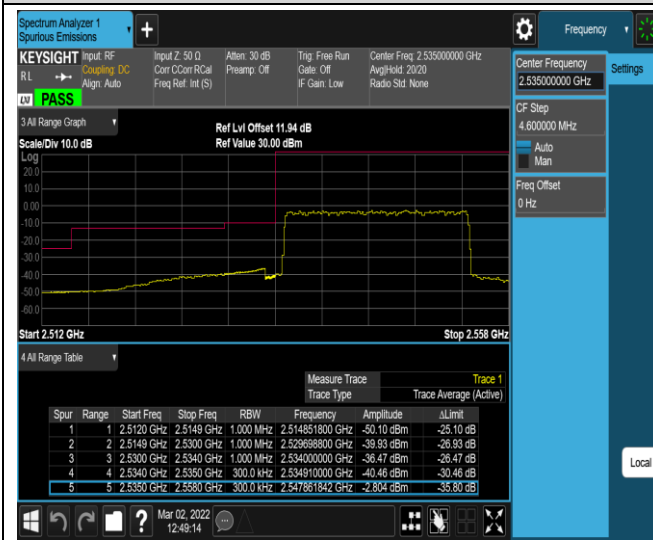 Spectrum Analyzer 1
Spurious Emissions
Frequency
KEYSIGHT
Input: RF
Coupling: DC
Align: Auto
Input Z: 50 Ω
Corr CCorr RCal
Freq Ref: Int (S)
Atten: 30 dB
Preamp: Off
Trig: Free Run
Gate: Off
IF Gain: Low
Center Freq: 2.535000000 GHz
Avg|Hold: 20/20
Radio Std: None
RL
LXI PASS
Center Frequency
2.535000000 GHz
Settings
CF Step
4.600000 MHz
Auto
Man
Freq Offset
0 Hz
3 All Range Graph
Ref Lvl Offset 11.94 dB
Scale/Div 10.0 dB
Ref Value 30.00 dBm
Log
20.0
10.0
0.00
-10.0
-20.0
-30.0
-40.0
-50.0
-60.0
Start 2.512 GHz
Stop 2.558 GHz
4 All Range Table
Measure Trace Trace 1
Trace Type Trace Average (Active)
Spur Range Start Freq Stop Freq RBW Frequency Amplitude ΔLimit
1 1 2.5120 GHz 2.5149 GHz 1.000 MHz 2.514851800 GHz -50.10 dBm -25.10 dB
2 2 2.5149 GHz 2.5300 GHz 1.000 MHz 2.529698800 GHz -39.93 dBm -26.93 dB
3 3 2.5300 GHz 2.5340 GHz 1.000 MHz 2.534000000 GHz -36.47 dBm -26.47 dB
4 4 2.5340 GHz 2.5350 GHz 300.0 kHz 2.534910000 GHz -40.46 dBm -30.46 dB
5 5 2.5350 GHz 2.5580 GHz 300.0 kHz 2.547861842 GHz -2.804 dBm -35.80 dB
Local
Mar 02, 2022
12:49:14